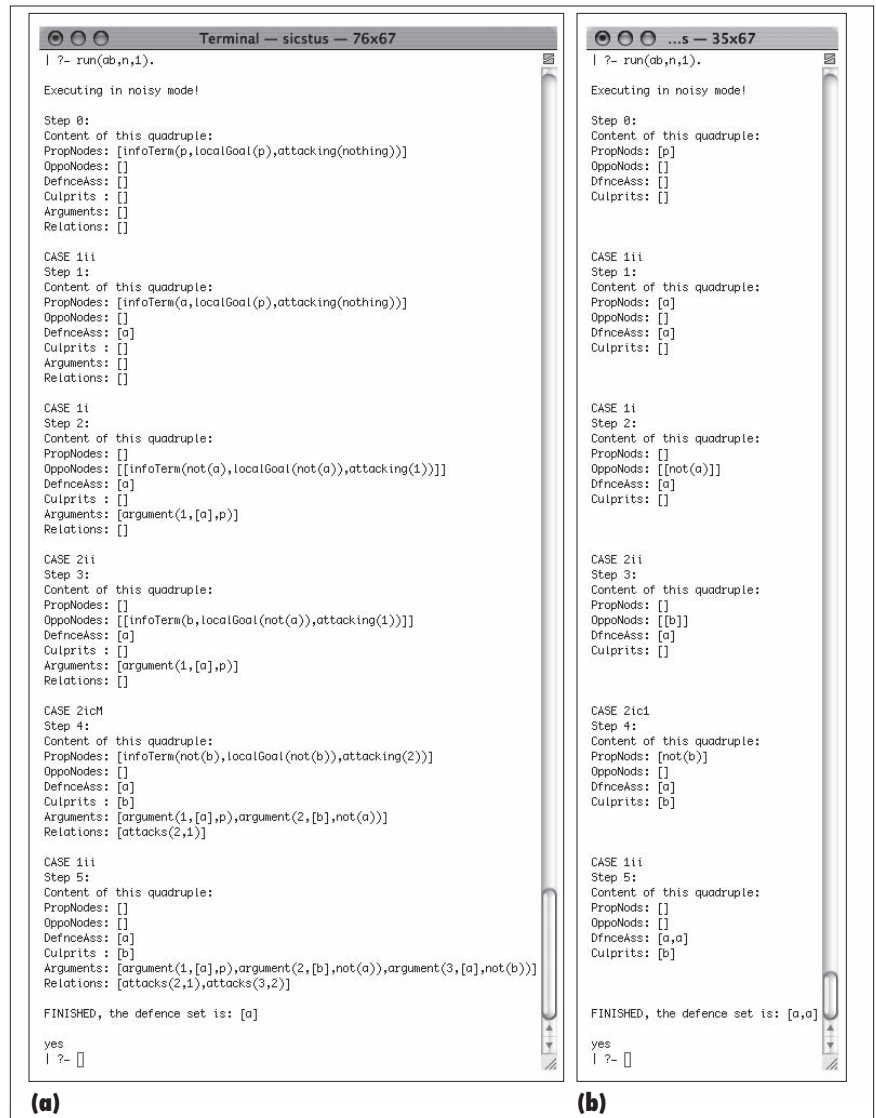 Terminal — sicstus — 76x67
| ?- run(ab,n,1).
Executing in noisy mode!
Step 0:
Content of this quadruple:
PropNodes: [infoTerm(p,localGoal(p),attacking(nothing))]
OppoNodes: []
DefnceAss: []
Culprits : []
Arguments: []
Relations: []
CASE 1ii
Step 1:
Content of this quadruple:
PropNodes: [infoTerm(a,localGoal(p),attacking(nothing))]
OppoNodes: []
DefnceAss: [a]
Culprits : []
Arguments: []
Relations: []
CASE 1i
Step 2:
Content of this quadruple:
PropNodes: []
OppoNodes: [[infoTerm(not(a),localGoal(not(a)),attacking(1))]]
DefnceAss: [a]
Culprits : []
Arguments: [argument(1,[a],p)]
Relations: []
CASE 2ii
Step 3:
Content of this quadruple:
PropNodes: []
OppoNodes: [[infoTerm(b,localGoal(not(a)),attacking(1))]]
DefnceAss: [a]
Culprits : []
Arguments: [argument(1,[a],p)]
Relations: []
CASE 2icM
Step 4:
Content of this quadruple:
PropNodes: [infoTerm(not(b),localGoal(not(b)),attacking(2))]
OppoNodes: []
DefnceAss: [a]
Culprits : [b]
Arguments: [argument(1,[a],p),argument(2,[b],not(a))]
Relations: [attacks(2,1)]
CASE 1ii
Step 5:
Content of this quadruple:
PropNodes: []
OppoNodes: []
DefnceAss: [a]
Culprits : [b]
Arguments: [argument(1,[a],p),argument(2,[b],not(a)),argument(3,[a],not(b))]
Relations: [attacks(2,1),attacks(3,2)]
FINISHED, the defence set is: [a]
yes
| ?-
(a)
...s — 35x67
| ?- run(ab,n,1).
Executing in noisy mode!
Step 0:
Content of this quadruple:
PropNods: [p]
OppoNods: []
DfnceAss: []
Culprits: []
CASE 1ii
Step 1:
Content of this quadruple:
PropNods: [a]
OppoNods: []
DfnceAss: [a]
Culprits: []
CASE 1i
Step 2:
Content of this quadruple:
PropNods: []
OppoNods: [[not(a)]]
DfnceAss: [a]
Culprits: []
CASE 2ii
Step 3:
Content of this quadruple:
PropNods: []
OppoNods: [[b]]
DfnceAss: [a]
Culprits: []
CASE 2ic1
Step 4:
Content of this quadruple:
PropNods: [not(b)]
OppoNods: []
DfnceAss: [a]
Culprits: [b]
CASE 1ii
Step 5:
Content of this quadruple:
PropNods: []
OppoNods: []
DfnceAss: [a,a]
Culprits: [b]
FINISHED, the defence set is: [a,a]
yes
| ?-
(b)